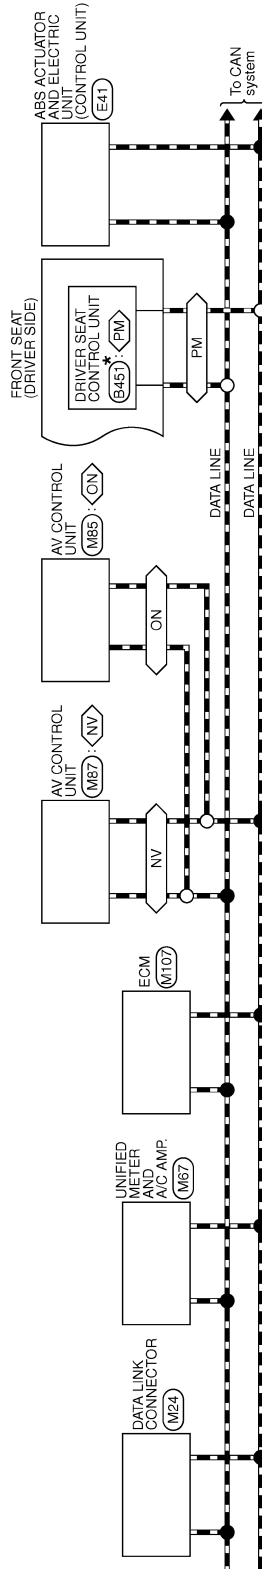 ABS ACTUATOR
AND ELECTRIC
UNIT
(CONTROL UNIT)
E41
To CAN
system
FRONT SEAT
(DRIVER SIDE)
DRIVER SEAT
CONTROL UNIT
*
B451 : PM
PM
DATA LINE
DATA LINE
AV CONTROL
UNIT
M85 : ON
ON
AV CONTROL
UNIT
M87 : NV
NV
ECM
M107
UNIFIED
METER
AND
A/C AMP.
M67
DATA LINK
CONNECTOR
M24